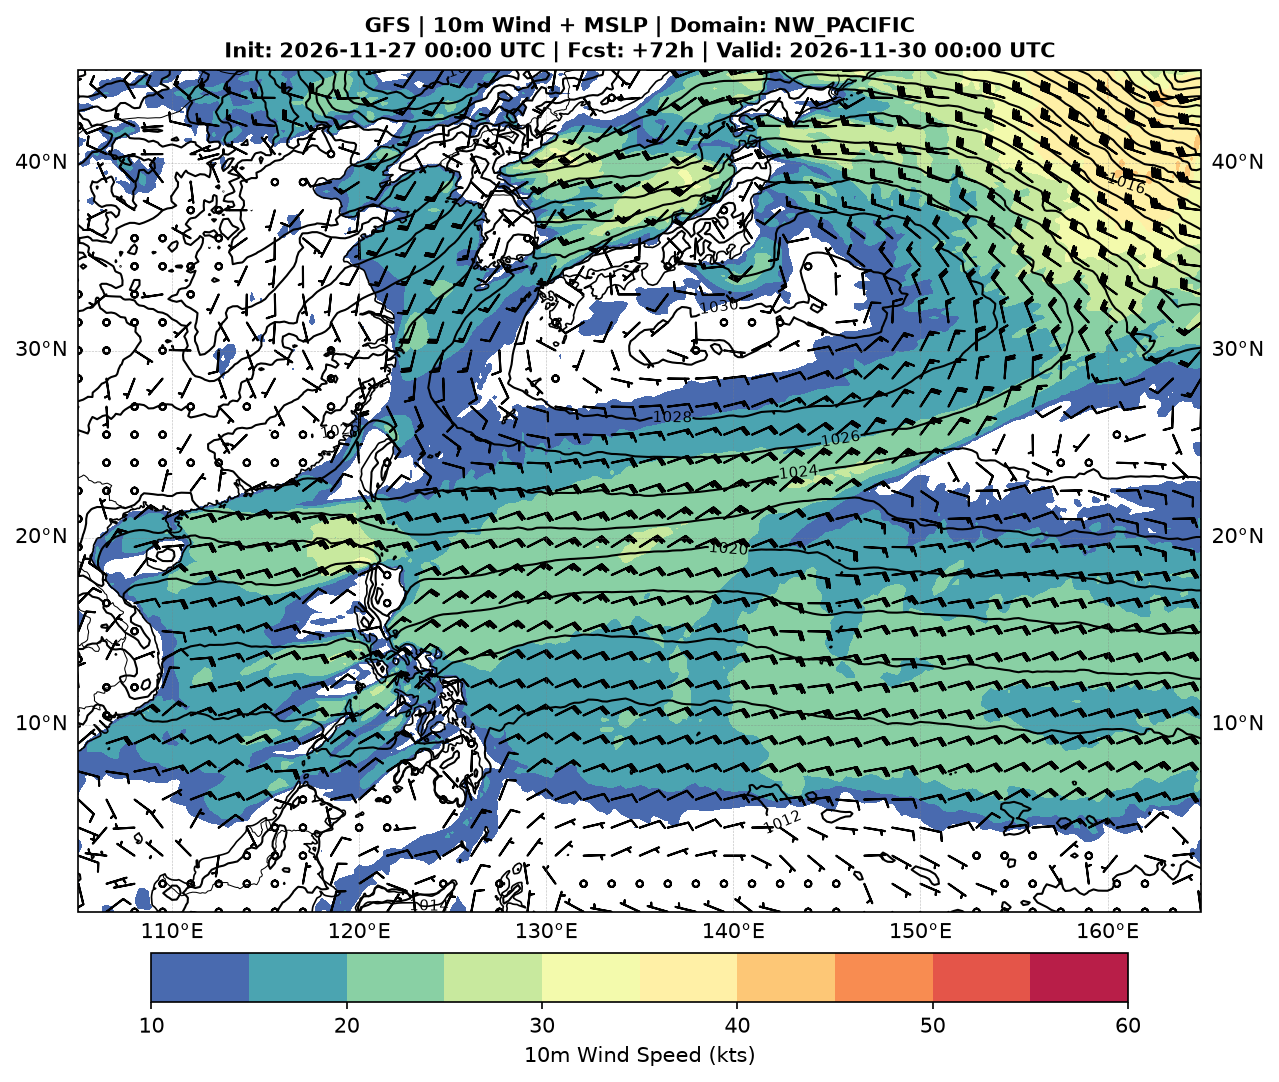 GFS | 10m Wind + MSLP | Domain: NW_PACIFIC
Init: 2026-11-27 00:00 UTC | Fcst: +72h | Valid: 2026-11-30 00:00 UTC
40°N
40°N
1016
1030
30°N
30°N
1028
1026
1024
20°N
20°N
1020
10°N
10°N
1012
1014
110°E
120°E
130°E
140°E
150°E
160°E
10
20
30
40
50
60
10m Wind Speed (kts)